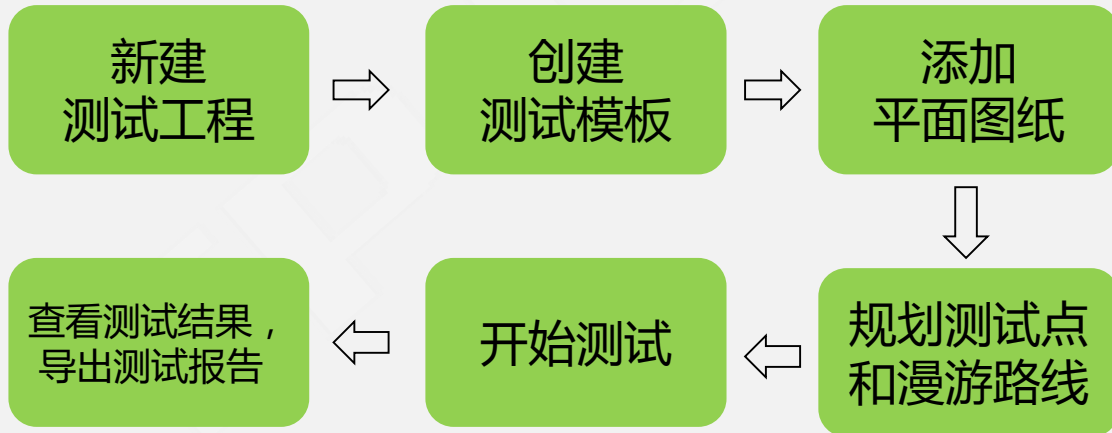 新建
测试工程
创建
测试模板
添加
平面图纸
规划测试点
和漫游路线
开始测试
查看测试结果，
导出测试报告